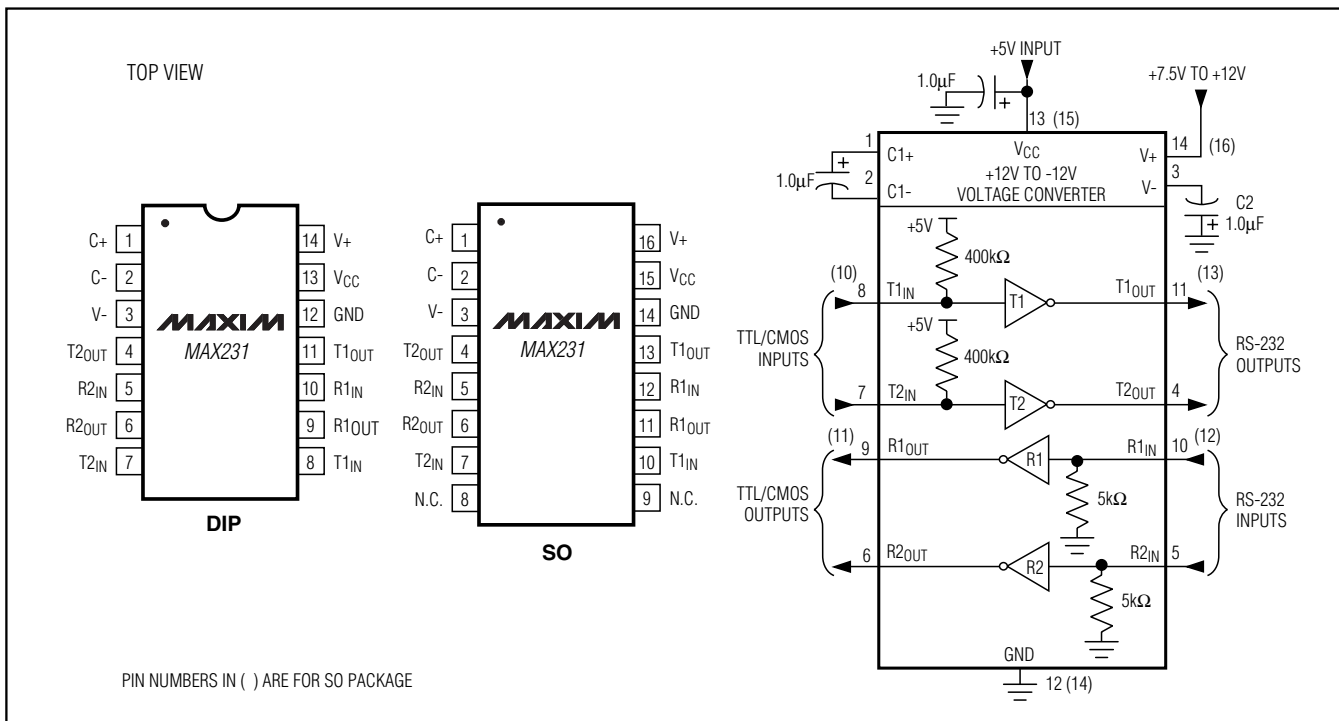 TOP VIEW
C+ 1
C- 2
V- 3
T2OUT 4
R2IN 5
R2OUT 6
T2IN 7
14 V+
13 VCC
12 GND
11 T1OUT
10 R1IN
9 R1OUT
8 T1IN
MAXIM
MAX231
DIP
C+ 1
C- 2
V- 3
T2OUT 4
R2IN 5
R2OUT 6
T2IN 7
N.C. 8
16 V+
15 VCC
14 GND
13 T1OUT
12 R1IN
11 R1OUT
10 T1IN
9 N.C.
MAXIM
MAX231
SO
PIN NUMBERS IN ( ) ARE FOR SO PACKAGE
+5V INPUT
1.0µF
+
13 (15)
+7.5V TO +12V
1
C1+
VCC
V+
14
(16)
1.0µF
+
2
C1-
+12V TO -12V
VOLTAGE CONVERTER
V-
3
C2
+
1.0µF
+5V
400kΩ
(10)
8
T1IN
T1
T1OUT
11
(13)
TTL/CMOS
INPUTS
+5V
400kΩ
RS-232
OUTPUTS
7
T2IN
T2
T2OUT
4
(11)
9
R1OUT
R1
R1IN
10
(12)
TTL/CMOS
OUTPUTS
5kΩ
RS-232
INPUTS
6
R2OUT
R2
R2IN
5
5kΩ
GND
12 (14)